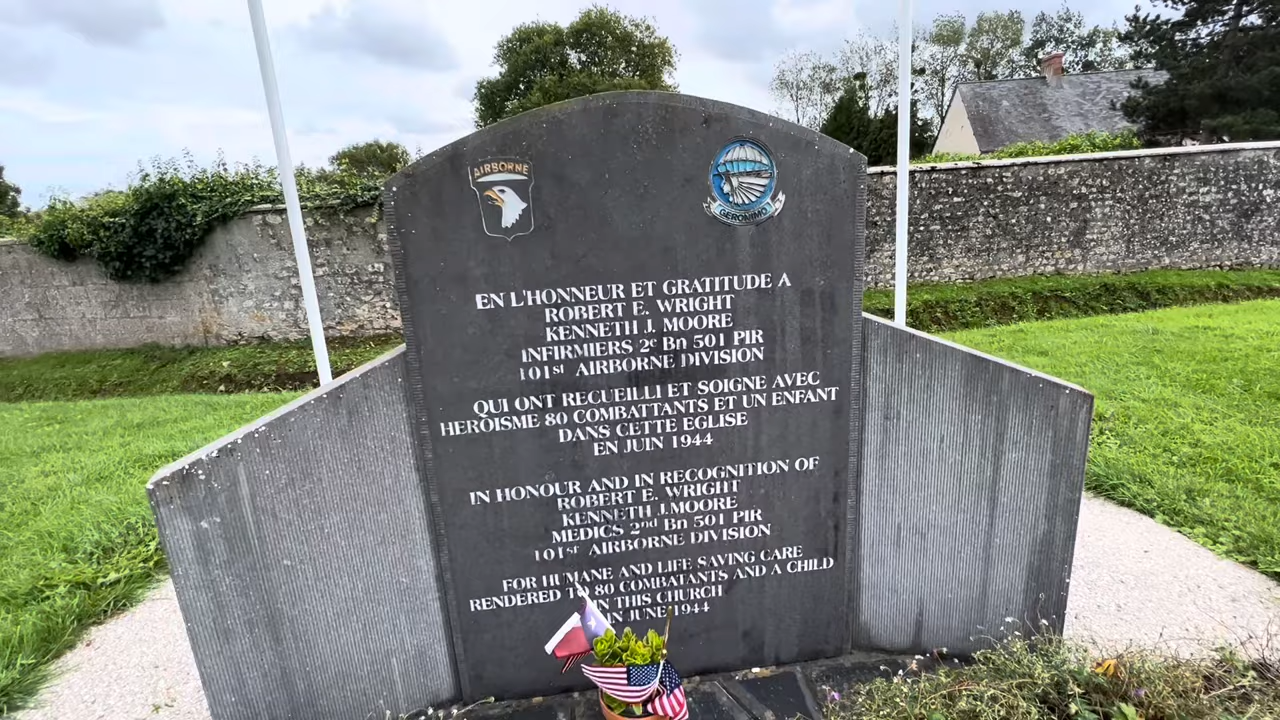 AIRBORNE
GERONIMO
EN L'HONNEUR ET GRATITUDE A
ROBERT E. WRIGHT
KENNETH J. MOORE
INFIRMIERS 2e Bn 501 PIR
101ST AIRBORNE DIVISION
QUI ONT RECUEILLI ET SOIGNE AVEC
HEROISME 80 COMBATTANTS ET UN ENFANT
DANS CETTE EGLISE
EN JUIN 1944
IN HONOUR AND IN RECOGNITION OF
ROBERT E. WRIGHT
KENNETH J.MOORE
MEDICS 2nd Bn 501 PIR
101ST AIRBORNE DIVISION
FOR HUMANE AND LIFE SAVING CARE
RENDERED TO 80 COMBATANTS AND A CHILD
IN THIS CHURCH
IN JUNE 1944